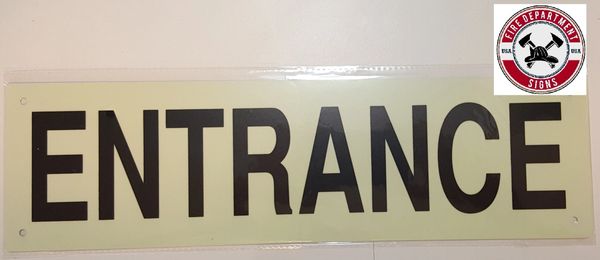 FIRE DEPARTMENT
USA USA
SIGNS
ENTRANCE